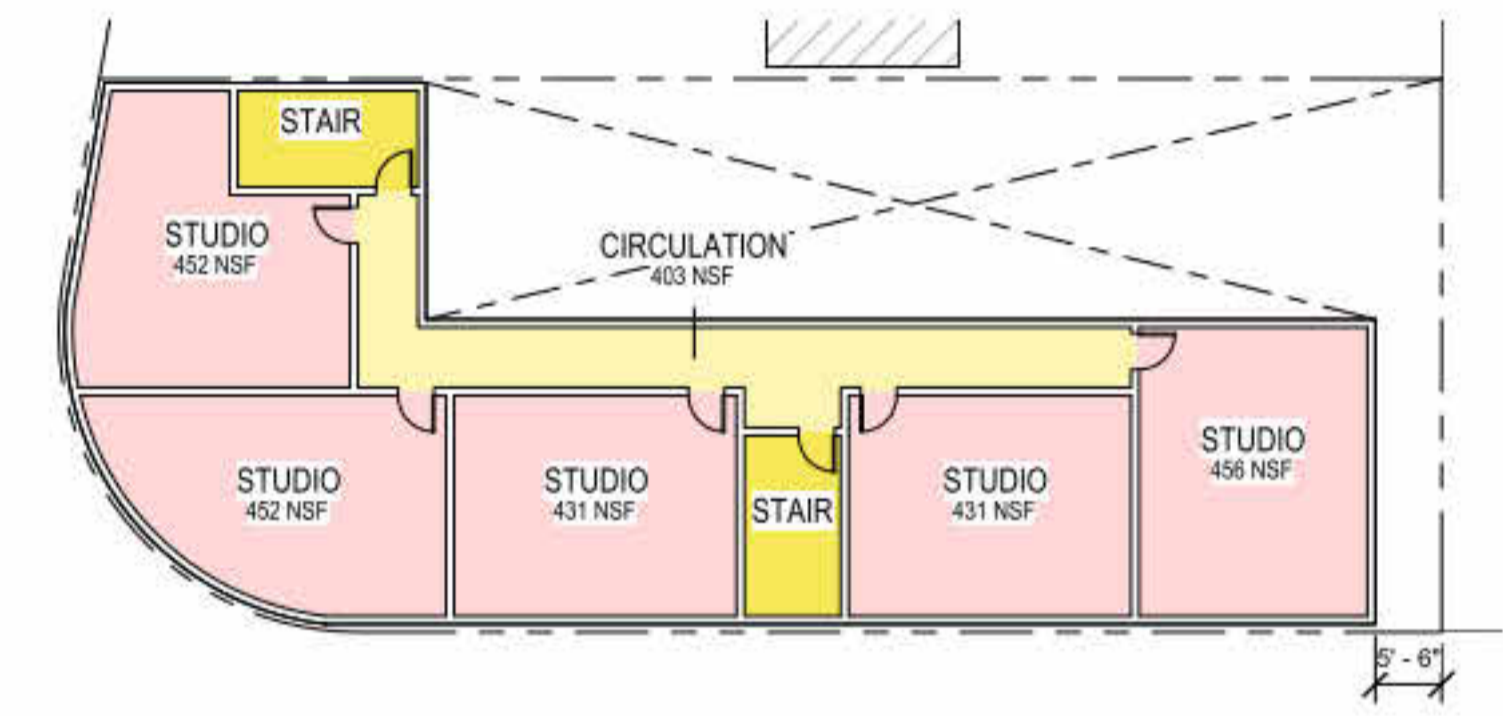 STAIR
STUDIO
452 NSF
CIRCULATION
403 NSF
STUDIO
452 NSF
STUDIO
431 NSF
STAIR
STUDIO
431 NSF
STUDIO
456 NSF
5' - 6"